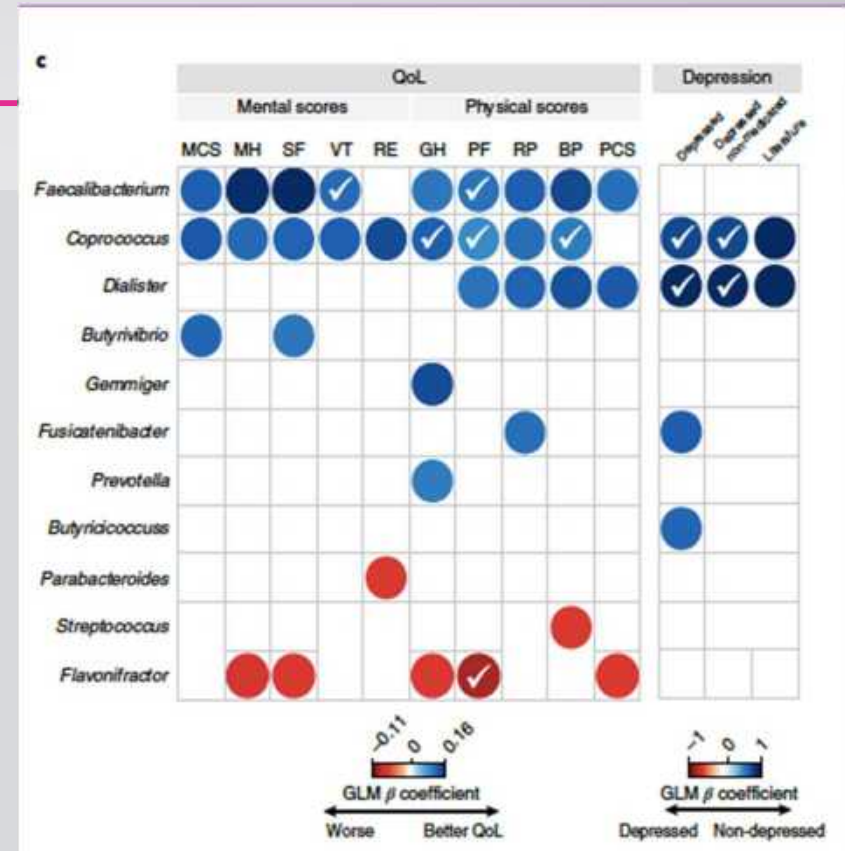 c
QoL
Depression
Mental scores
Physical scores
MCS MH SF VT RE GH PF RP BP PCS
Depressed
Depressed non-medicated
Literature
Faecalibacterium
Coprococcus
Dialister
Butyrivibrio
Gemmiger
Fusicatenibacter
Prevotella
Butyricicoccuss
Parabacteroides
Streptococcus
Flavonifractor
−0.11 0 0.16
GLM β coefficient
Worse Better QoL
−1 0 1
GLM β coefficient
Depressed Non-depressed